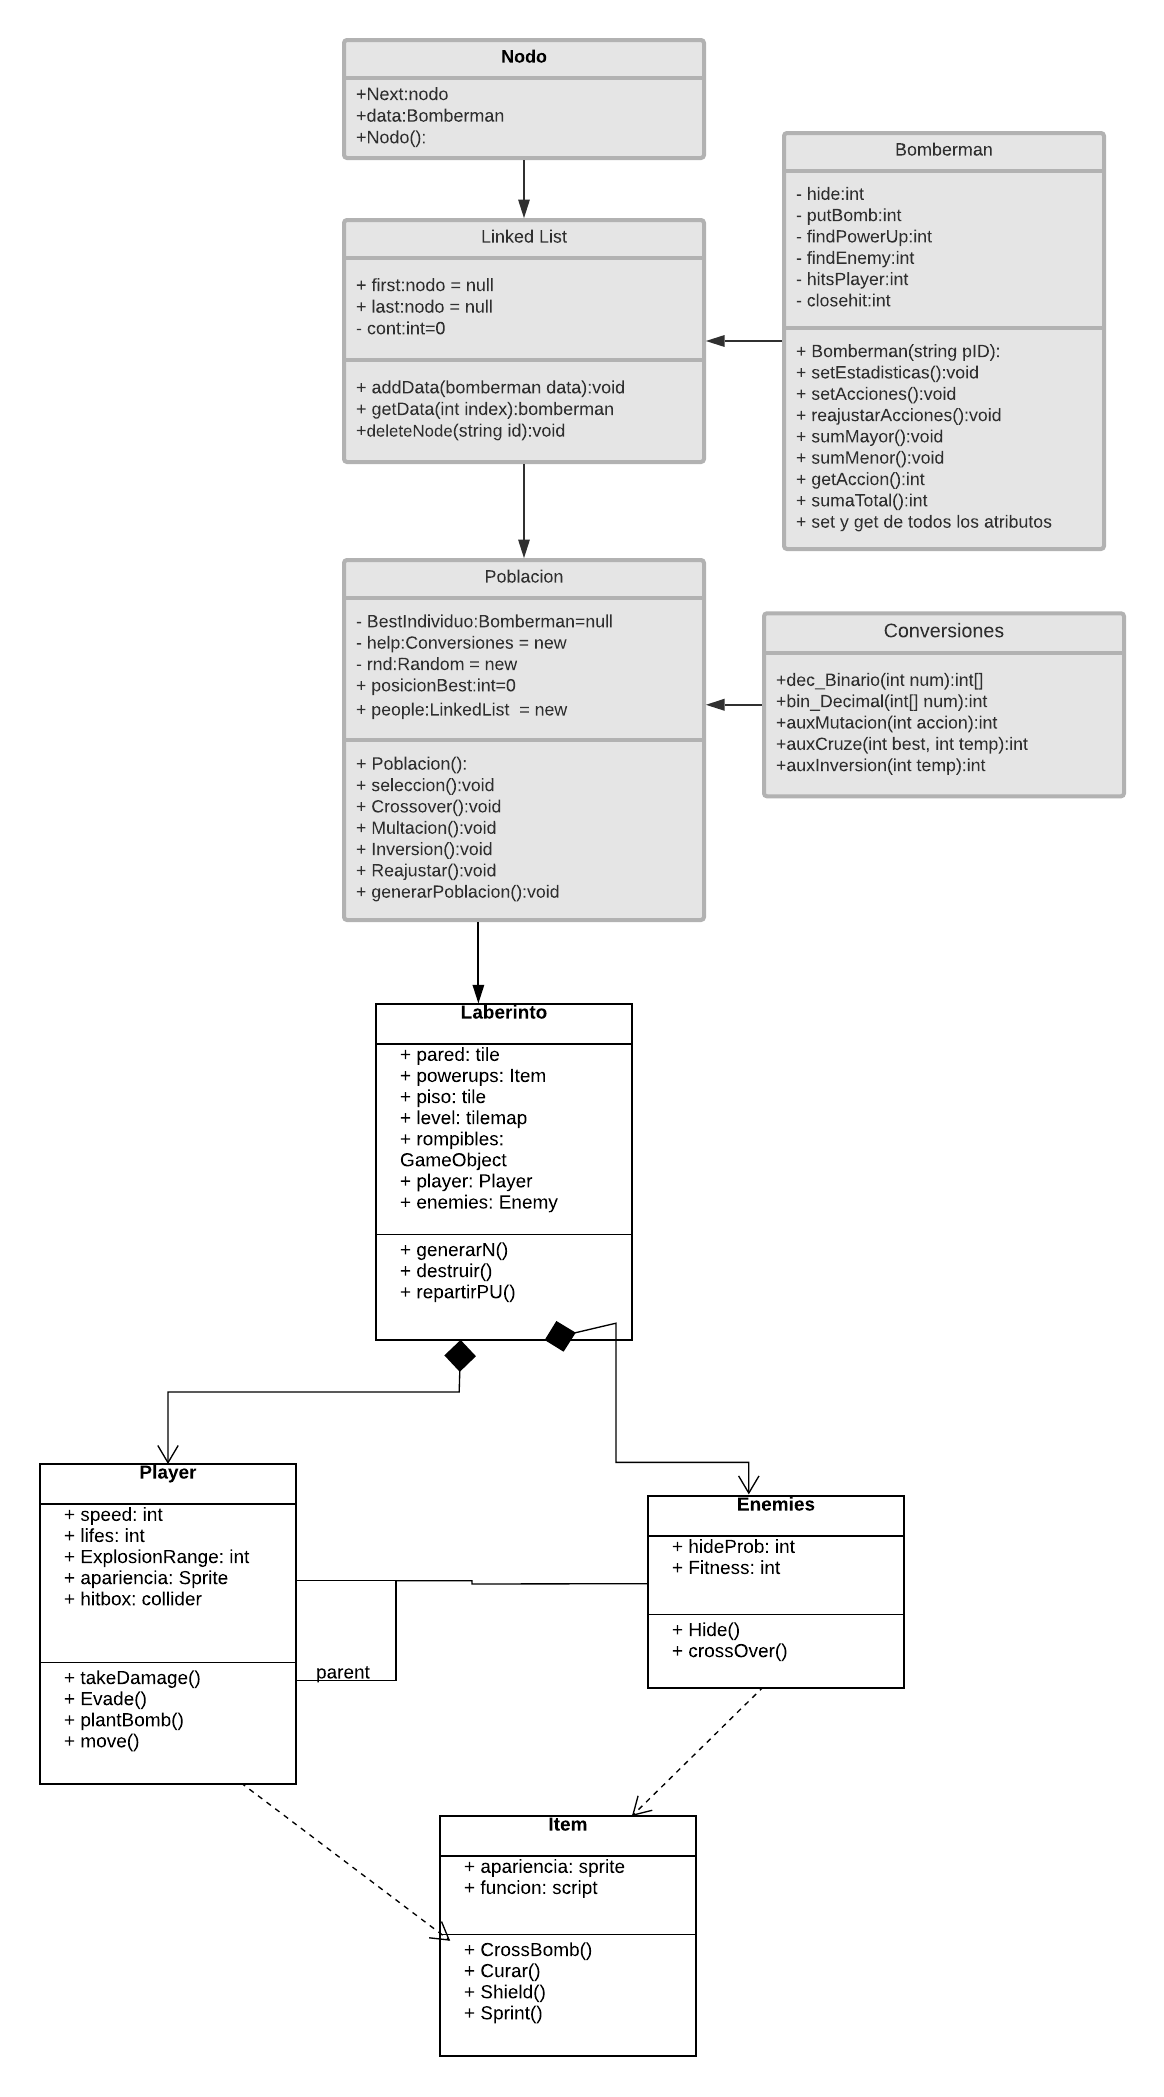 Nodo
+Next:nodo
+data:Bomberman
+Nodo():
Bomberman
- hide:int
- putBomb:int
- findPowerUp:int
- findEnemy:int
- hitsPlayer:int
- closehit:int
+ Bomberman(string pID):
+ setEstadisticas():void
+ setAcciones():void
+ reajustarAcciones():void
+ sumMayor():void
+ sumMenor():void
+ getAccion():int
+ sumaTotal():int
+ set y get de todos los atributos
Linked List
+ first:nodo = null
+ last:nodo = null
- cont:int=0
+ addData(bomberman data):void
+ getData(int index):bomberman
+deleteNode(string id):void
Poblacion
- BestIndividuo:Bomberman=null
- help:Conversiones = new
- rnd:Random = new
+ posicionBest:int=0
+ people:LinkedList = new
+ Poblacion():
+ seleccion():void
+ Crossover():void
+ Multacion():void
+ Inversion():void
+ Reajustar():void
+ generarPoblacion():void
Conversiones
+dec_Binario(int num):int[]
+bin_Decimal(int[] num):int
+auxMutacion(int accion):int
+auxCruze(int best, int temp):int
+auxInversion(int temp):int
Laberinto
+ pared: tile
+ powerups: Item
+ piso: tile
+ level: tilemap
+ rompibles:
GameObject
+ player: Player
+ enemies: Enemy
+ generarN()
+ destruir()
+ repartirPU()
Player
+ speed: int
+ lifes: int
+ ExplosionRange: int
+ apariencia: Sprite
+ hitbox: collider
+ takeDamage()
+ Evade()
+ plantBomb()
+ move()
parent
Enemies
+ hideProb: int
+ Fitness: int
+ Hide()
+ crossOver()
Item
+ apariencia: sprite
+ funcion: script
+ CrossBomb()
+ Curar()
+ Shield()
+ Sprint()